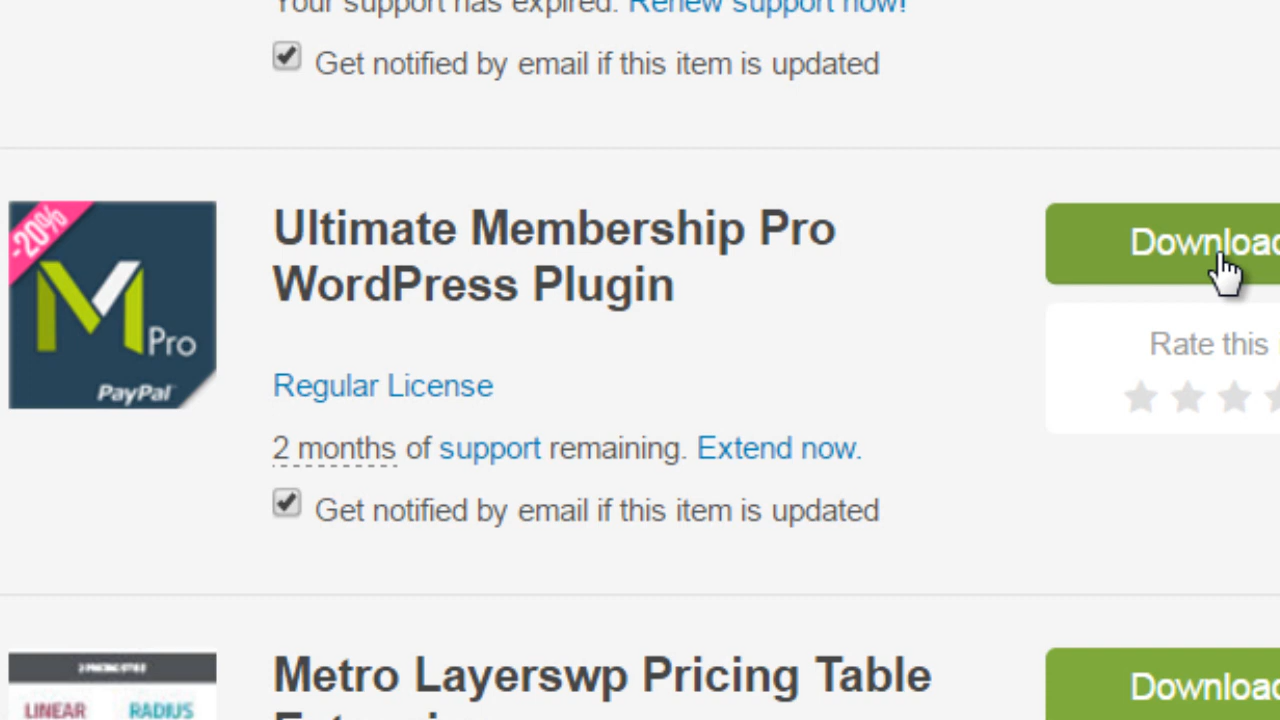 Your support has expired. Renew support now!
Get notified by email if this item is updated
-20%
M
Pro
PayPal
Ultimate Membership Pro
WordPress Plugin
Regular License
2 months of support remaining. Extend now.
Get notified by email if this item is updated
Download
Rate this
LINEAR RADIUS
Metro Layerswp Pricing Table
Download